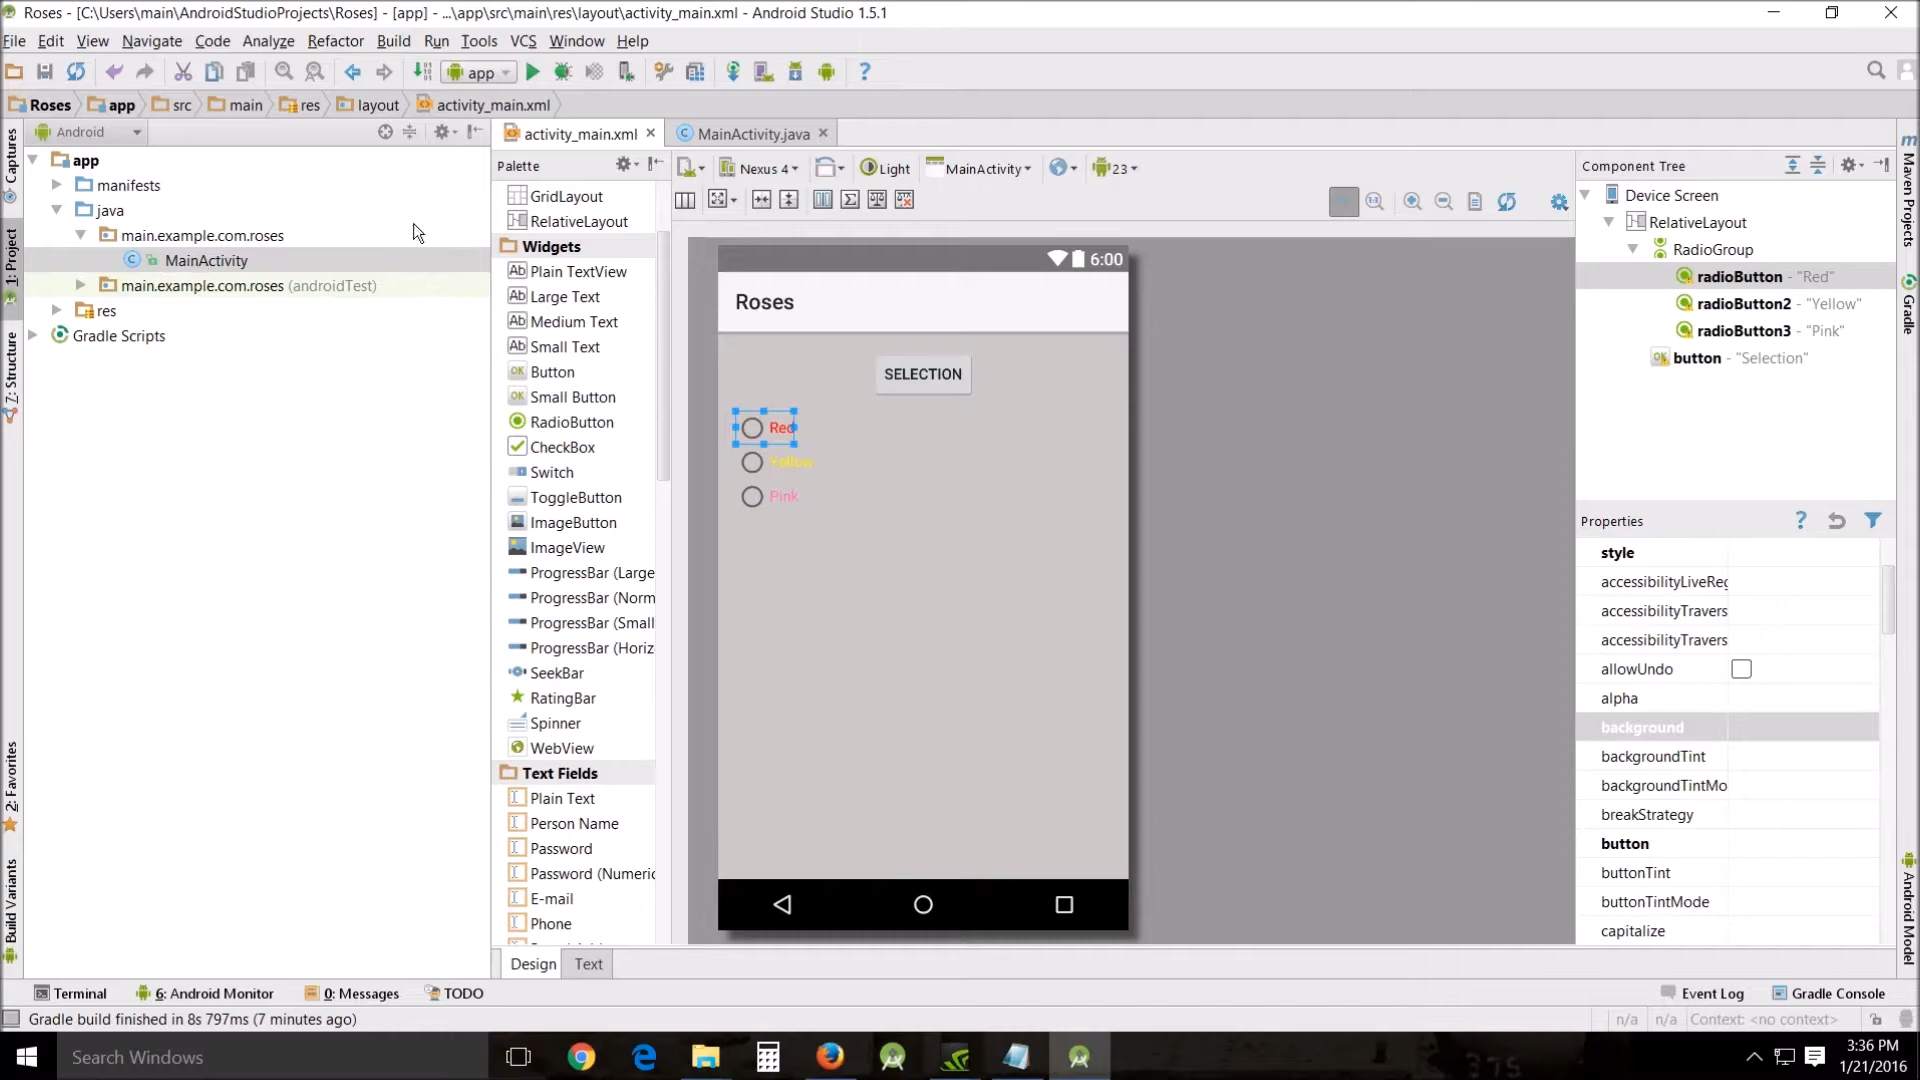 Roses - [C:\Users\main\AndroidStudioProjects\Roses] - [app] - ...\app\src\main\res\layout\activity_main.xml - Android Studio 1.5.1
File Edit View Navigate Code Analyze Refactor Build Run Tools VCS Window Help
app
Roses app src main res layout activity_main.xml
Captures
1: Project
Z: Structure
2: Favorites
Build Variants
Android
app
manifests
java
main.example.com.roses
MainActivity
main.example.com.roses (androidTest)
res
Gradle Scripts
activity_main.xml MainActivity.java
Palette
GridLayout
RelativeLayout
Widgets
Ab Plain TextView
Ab Large Text
Ab Medium Text
Ab Small Text
OK Button
OK Small Button
RadioButton
CheckBox
Switch
ToggleButton
ImageButton
ImageView
ProgressBar (Large
ProgressBar (Norm
ProgressBar (Small
ProgressBar (Horiz
SeekBar
RatingBar
Spinner
WebView
Text Fields
Plain Text
Person Name
Password
Password (Numeric
E-mail
Phone
Nexus 4 Light MainActivity 23
6:00
Roses
SELECTION
Red
Yellow
Pink
Design Text
Component Tree
Device Screen
RelativeLayout
RadioGroup
radioButton - "Red"
radioButton2 - "Yellow"
radioButton3 - "Pink"
OK button - "Selection"
Properties
style
accessibilityLiveReg
accessibilityTravers
accessibilityTravers
allowUndo
alpha
background
backgroundTint
backgroundTintMo
breakStrategy
button
buttonTint
buttonTintMode
capitalize
Maven Projects
Gradle
Android Model
Terminal 6: Android Monitor 0: Messages TODO Event Log Gradle Console
Gradle build finished in 8s 797ms (7 minutes ago) n/a n/a Context: <no context>
Search Windows
3:36 PM
1/21/2016